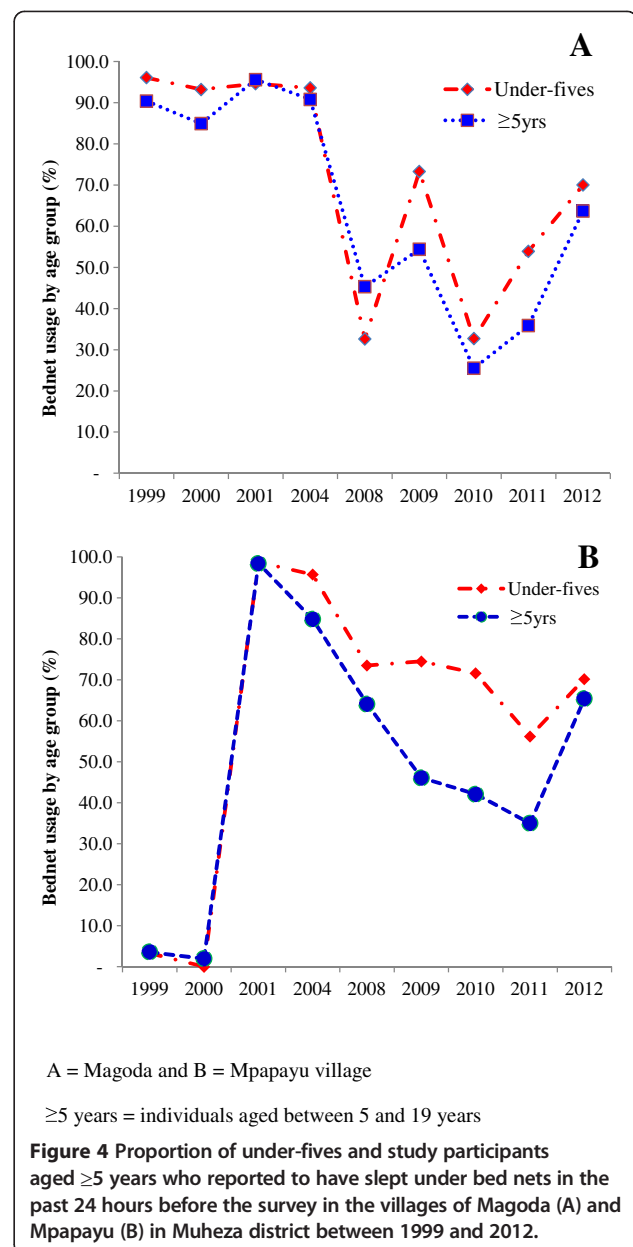 100.0
A
90.0
Under-fives
≥5yrs
80.0
70.0
60.0
50.0
40.0
30.0
20.0
10.0
-
Bednet usage by age group (%)
1999 2000 2001 2004 2008 2009 2010 2011 2012
100.0
B
90.0
Under-fives
≥5yrs
80.0
70.0
60.0
50.0
40.0
30.0
20.0
10.0
-
Bednet usage by age group (%)
1999 2000 2001 2004 2008 2009 2010 2011 2012
A = Magoda and B = Mpapayu village
≥5 years = individuals aged between 5 and 19 years
Figure 4 Proportion of under-fives and study participants
aged ≥5 years who reported to have slept under bed nets in the
past 24 hours before the survey in the villages of Magoda (A) and
Mpapayu (B) in Muheza district between 1999 and 2012.